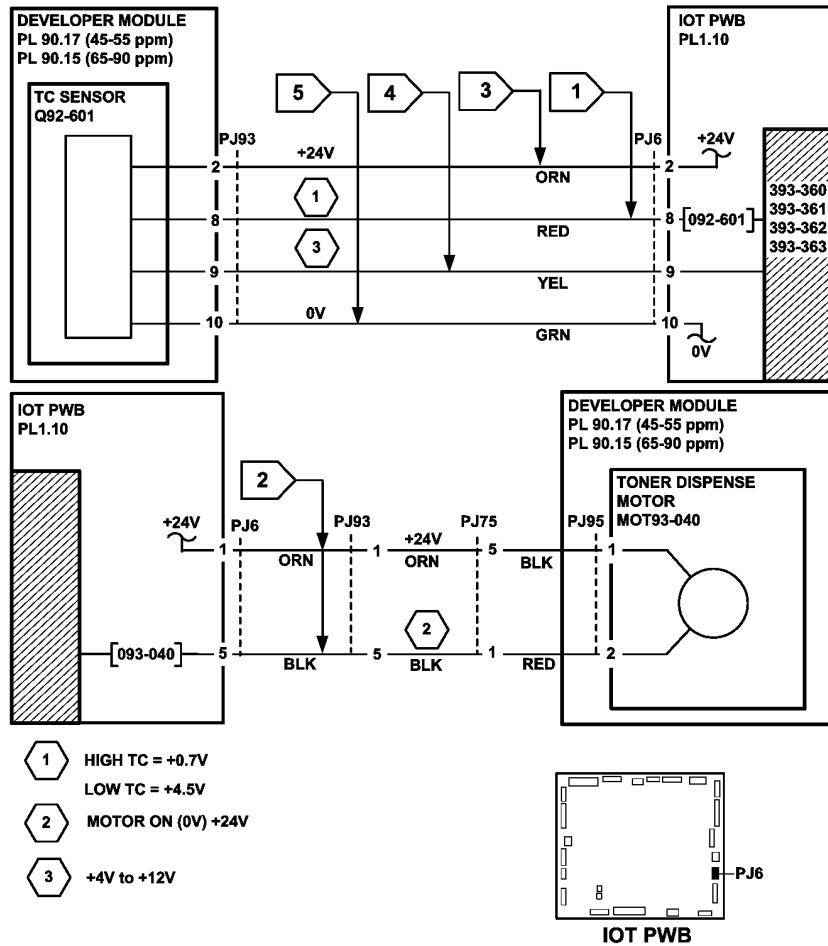 DEVELOPER MODULE
PL 90.17 (45-55 ppm)
PL 90.15 (65-90 ppm)
TC SENSOR
Q92-601
5
4
3
1
IOT PWB
PL1.10
PJ93
PJ6
+24V
2
+24V
ORN
2
1
8
RED
8
[092-601]
393-360
393-361
393-362
393-363
3
9
YEL
9
0V
10
GRN
10
0V
IOT PWB
PL1.10
DEVELOPER MODULE
PL 90.17 (45-55 ppm)
PL 90.15 (65-90 ppm)
2
TONER DISPENSE
MOTOR
MOT93-040
+24V
PJ6
PJ93
+24V
PJ75
PJ95
1
ORN
1
ORN
5
BLK
1
2
[093-040]
5
BLK
5
BLK
1
RED
2
1
HIGH TC = +0.7V
LOW TC = +4.5V
2
MOTOR ON (0V) +24V
3
+4V to +12V
PJ6
IOT PWB